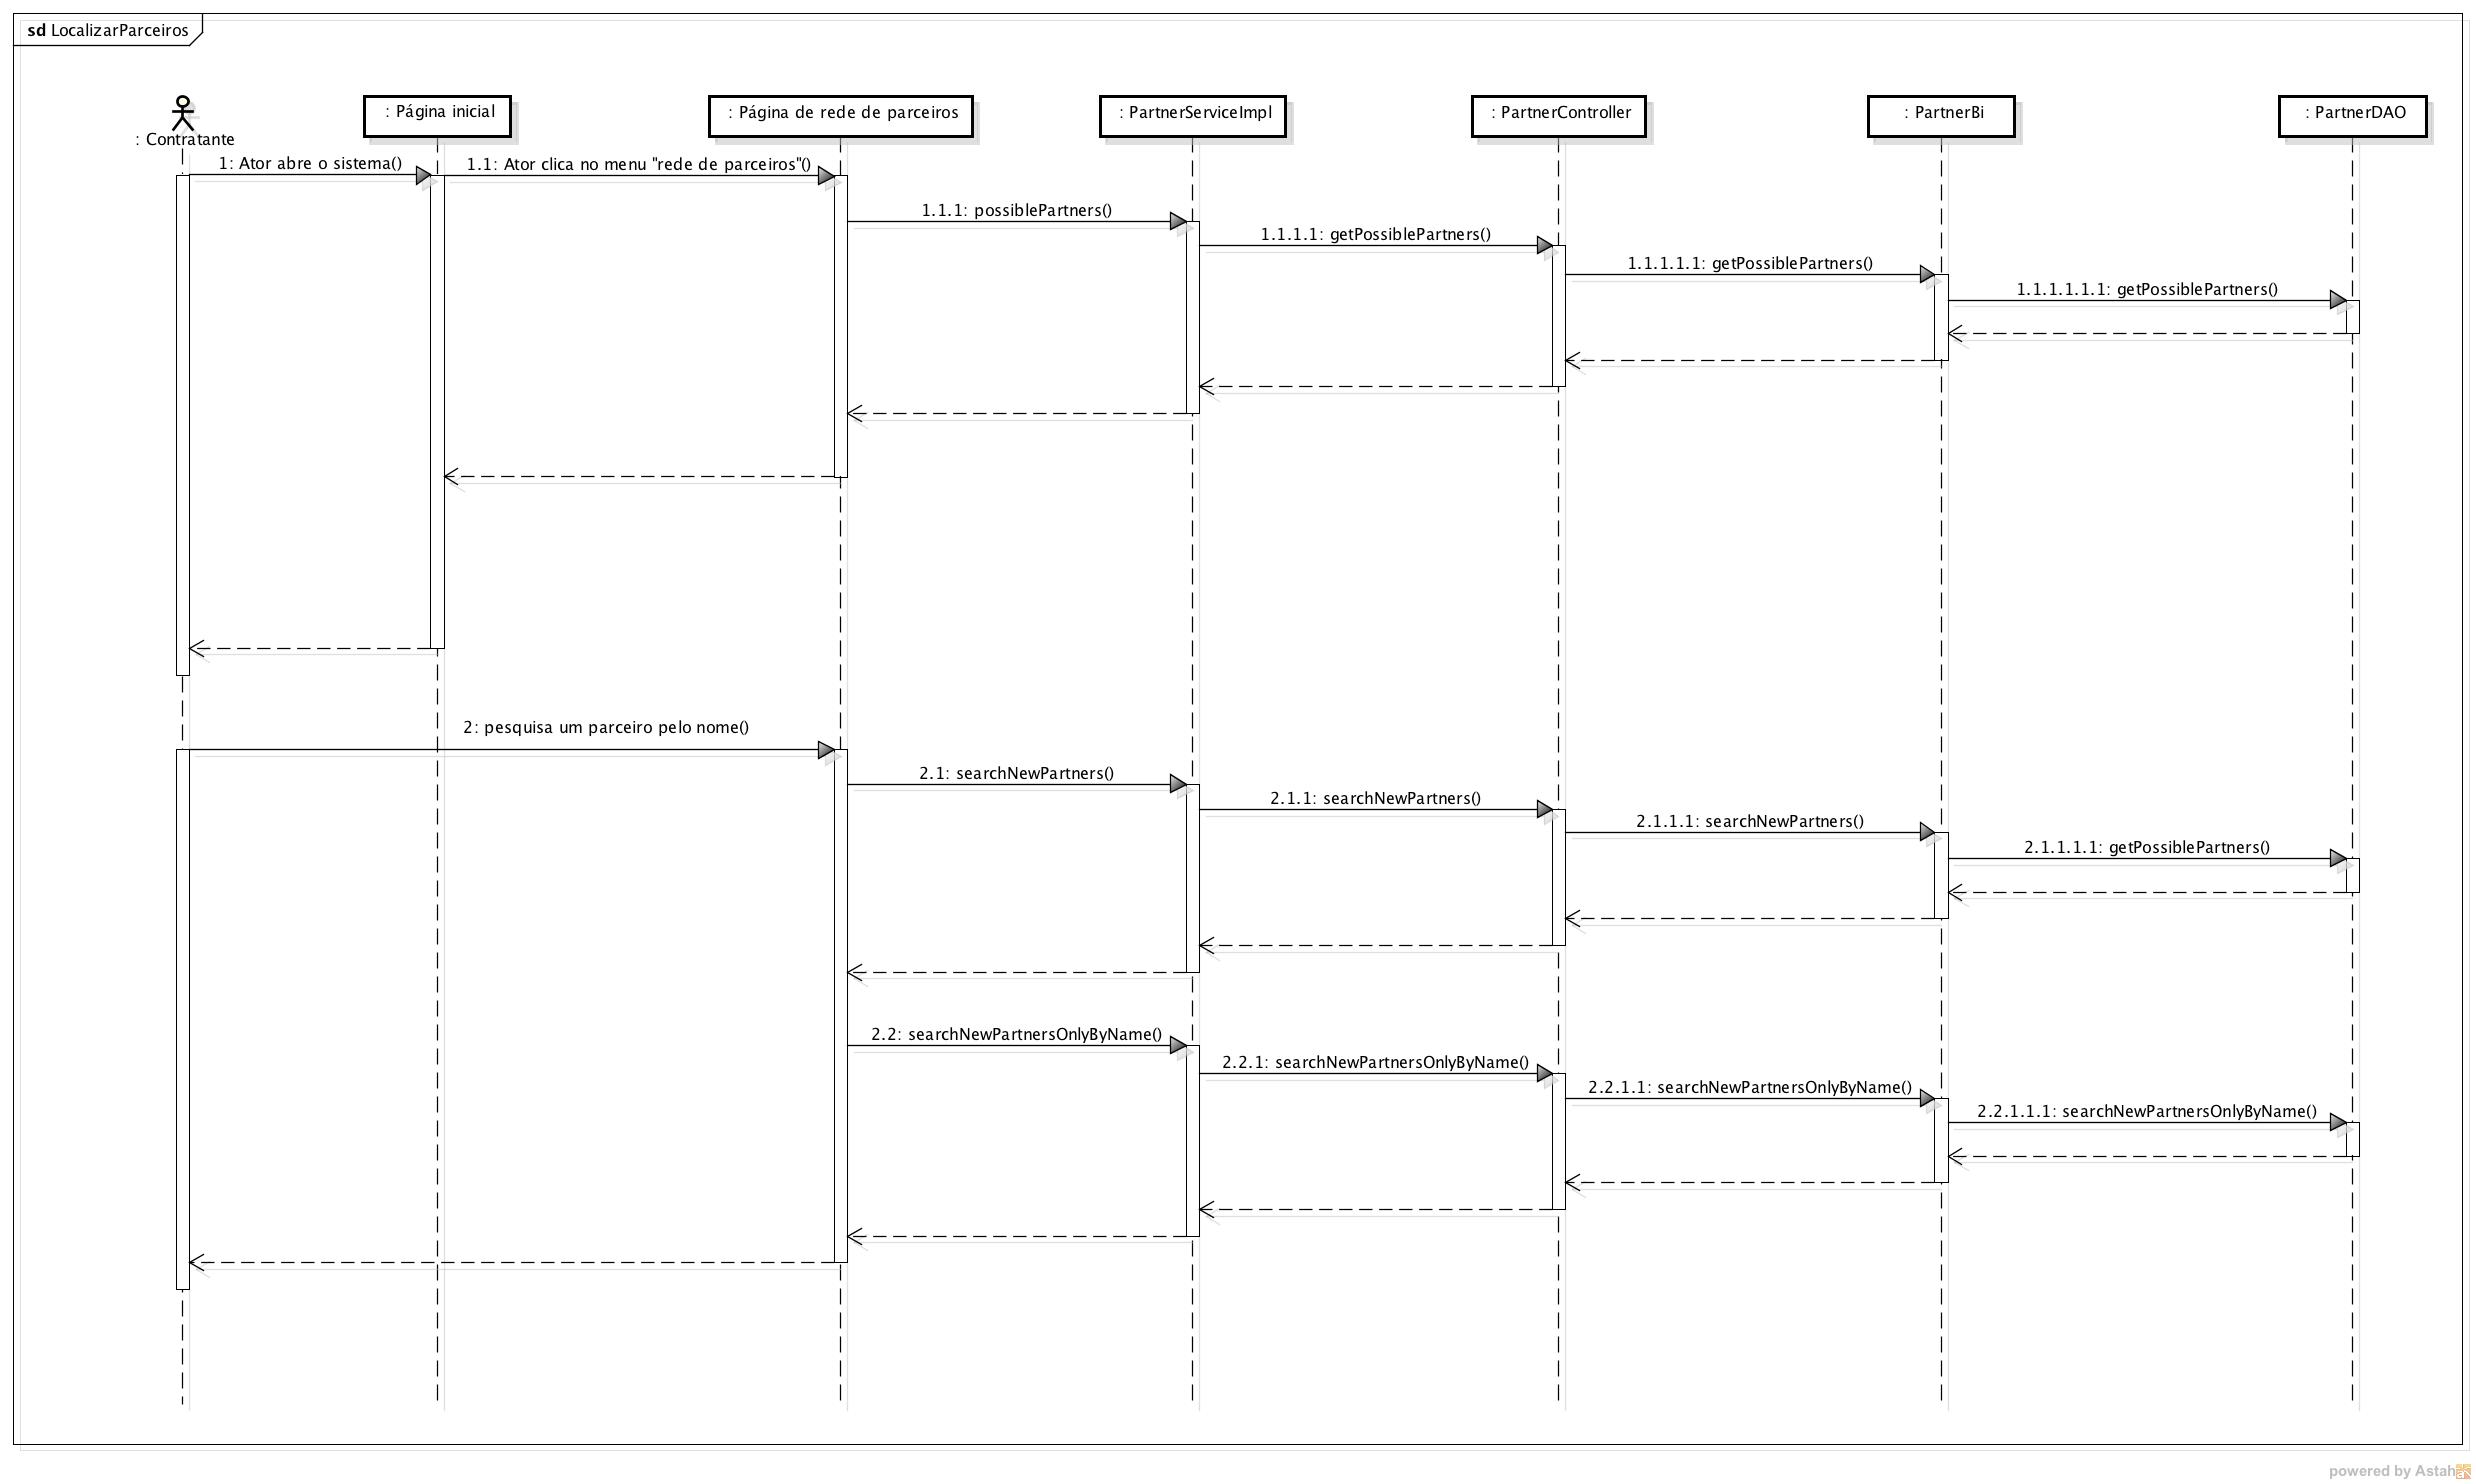 sd LocalizarParceiros
: Contratante
: Página inicial
: Página de rede de parceiros
: PartnerServiceImpl
: PartnerController
: PartnerBi
: PartnerDAO
1: Ator abre o sistema()
1.1: Ator clica no menu "rede de parceiros"()
1.1.1: possiblePartners()
1.1.1.1: getPossiblePartners()
1.1.1.1.1: getPossiblePartners()
1.1.1.1.1.1: getPossiblePartners()
2: pesquisa um parceiro pelo nome()
2.1: searchNewPartners()
2.1.1: searchNewPartners()
2.1.1.1: searchNewPartners()
2.1.1.1.1: getPossiblePartners()
2.2: searchNewPartnersOnlyByName()
2.2.1: searchNewPartnersOnlyByName()
2.2.1.1: searchNewPartnersOnlyByName()
2.2.1.1.1: searchNewPartnersOnlyByName()
powered by Astah